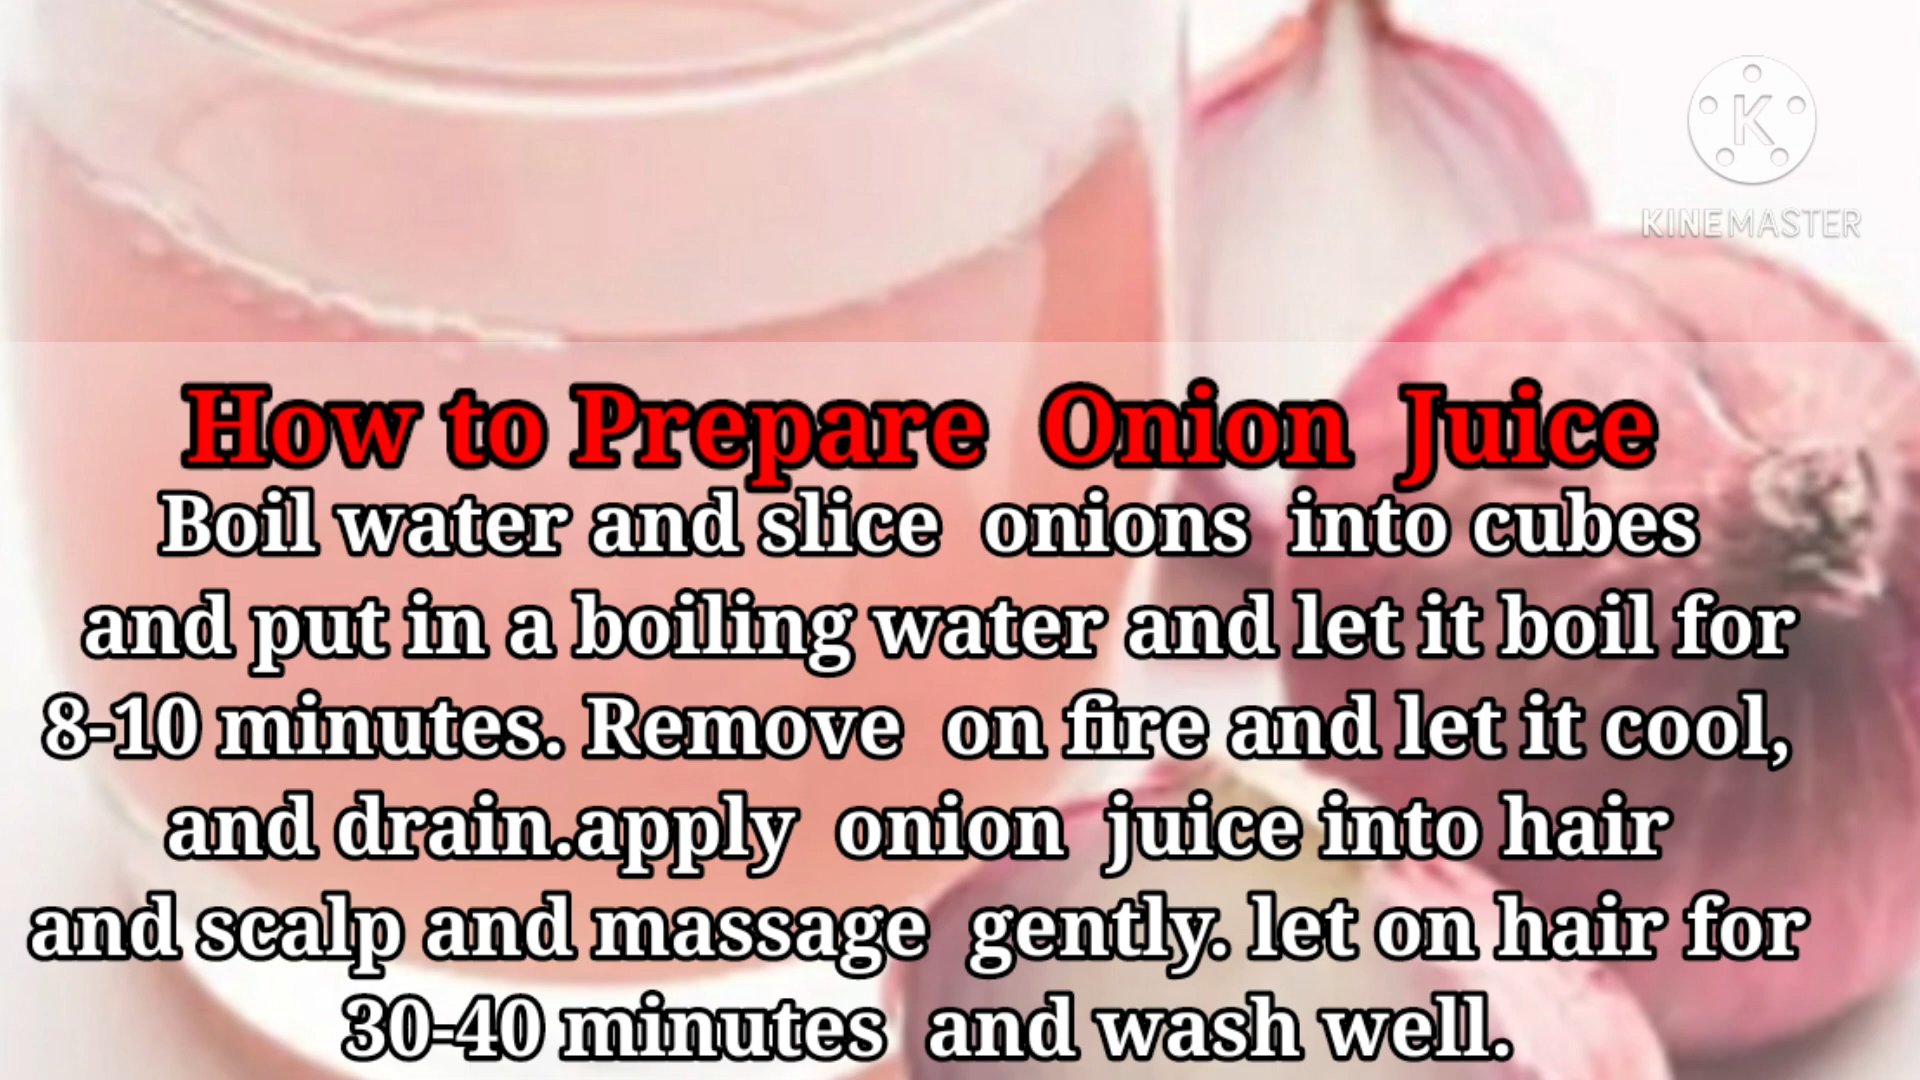 K
KINEMASTER
How to Prepare Onion Juice
Boil water and slice onions into cubes
and put in a boiling water and let it boil for
8-10 minutes. Remove on fire and let it cool,
and drain.apply onion juice into hair
and scalp and massage gently. let on hair for
30-40 minutes and wash well.